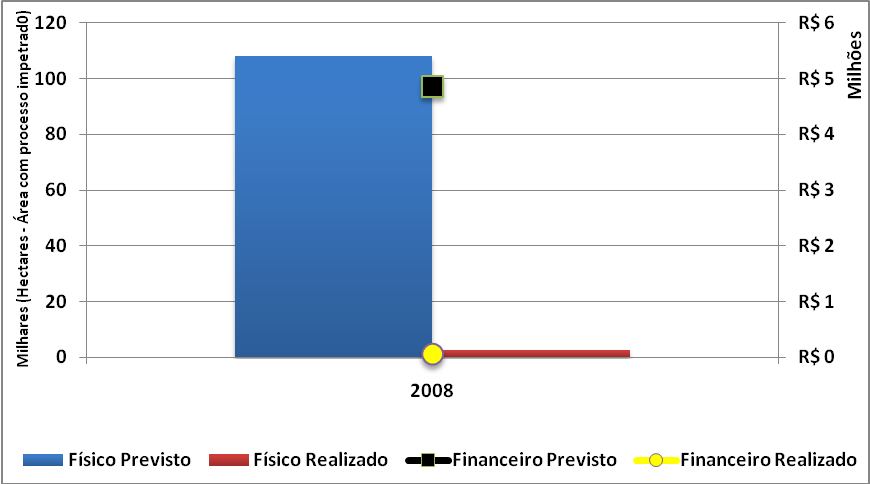 Milhares (Hectares - Área com processo impetrad0)
120
100
80
60
40
20
0
R$ 6
R$ 5
R$ 4
R$ 3
R$ 2
R$ 1
R$ 0
Milhões
2008
Físico Previsto
Físico Realizado
Financeiro Previsto
Financeiro Realizado